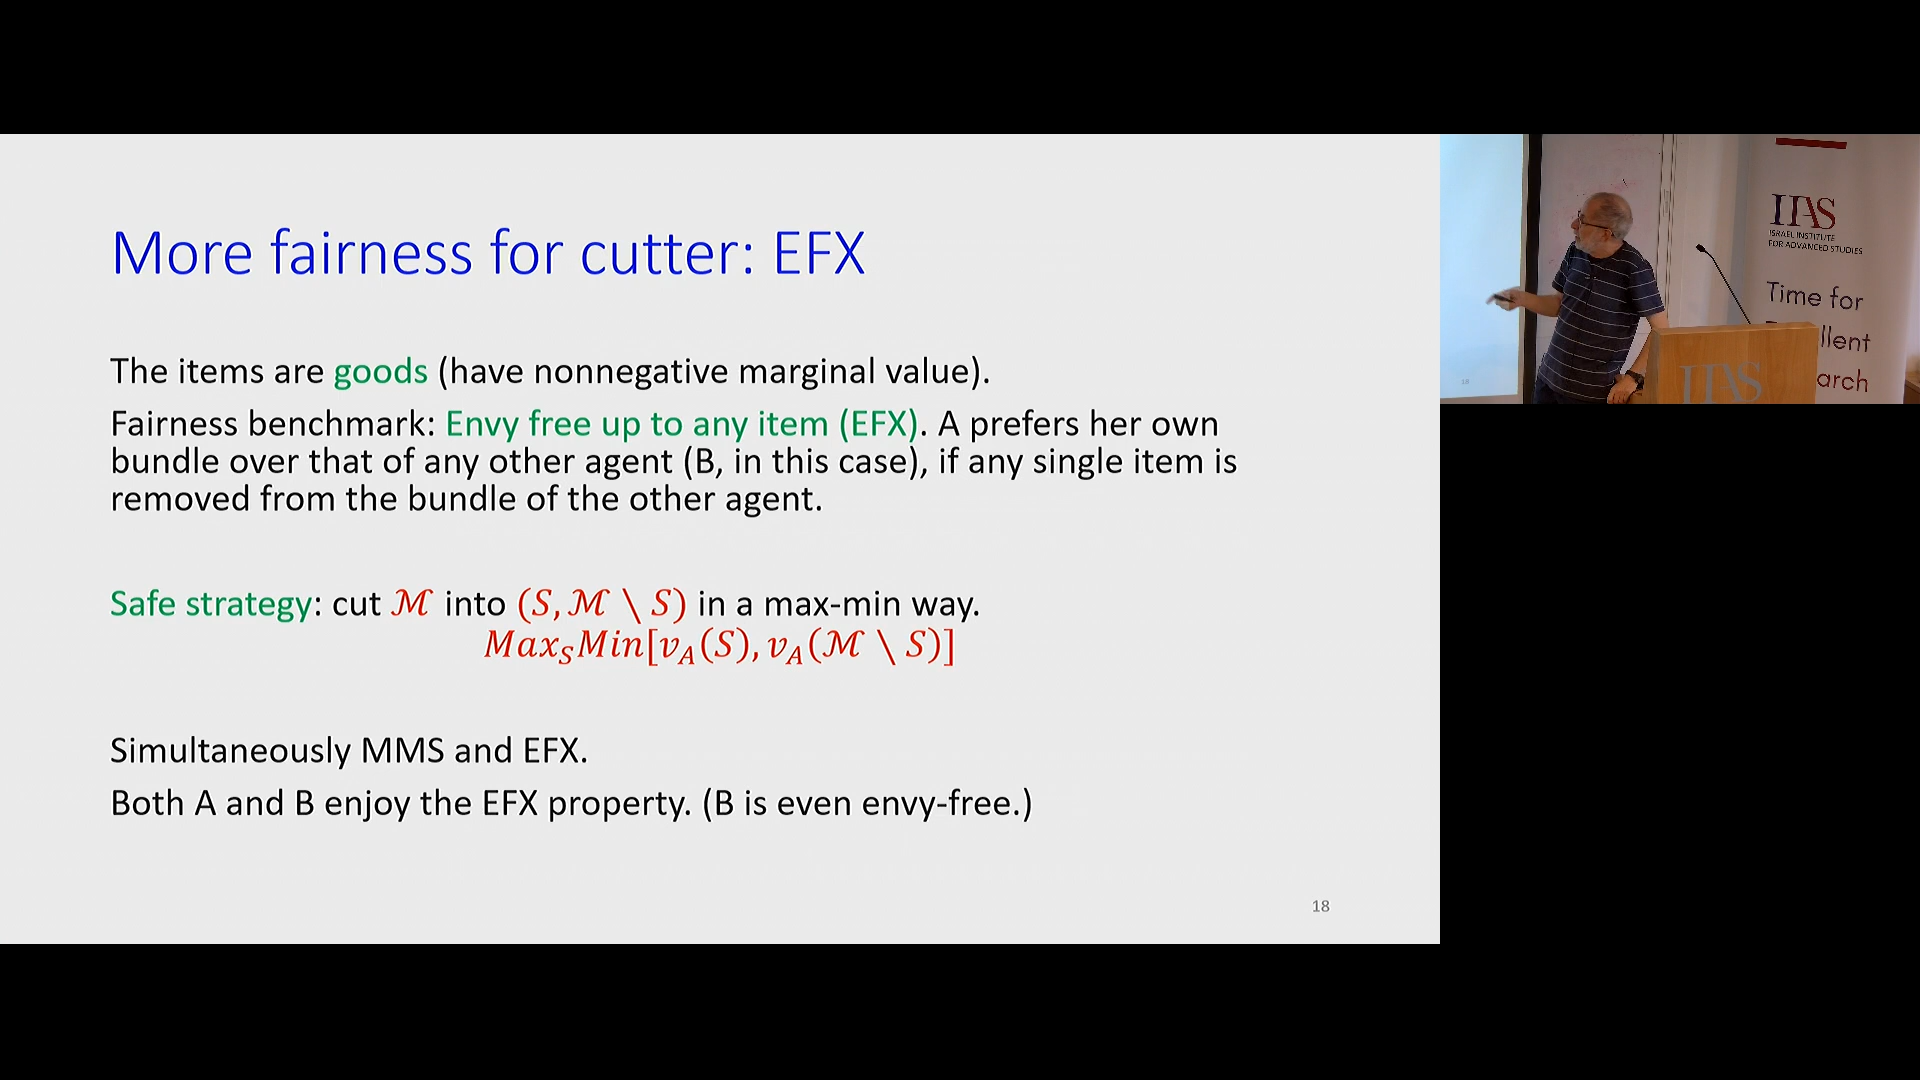 More fairness for cutter: EFX
The items are goods (have nonnegative marginal value).
Fairness benchmark: Envy free up to any item (EFX). A prefers her own
bundle over that of any other agent (B, in this case), if any single item is
removed from the bundle of the other agent.
Safe strategy: cut ℳ into (S, ℳ \ S) in a max-min way.
Max_S Min[v_A(S), v_A(ℳ \ S)]
Simultaneously MMS and EFX.
Both A and B enjoy the EFX property. (B is even envy-free.)
18
IIAS
ISRAEL INSTITUTE
FOR ADVANCED STUDIES
Time for
llent
arch
IIAS
18